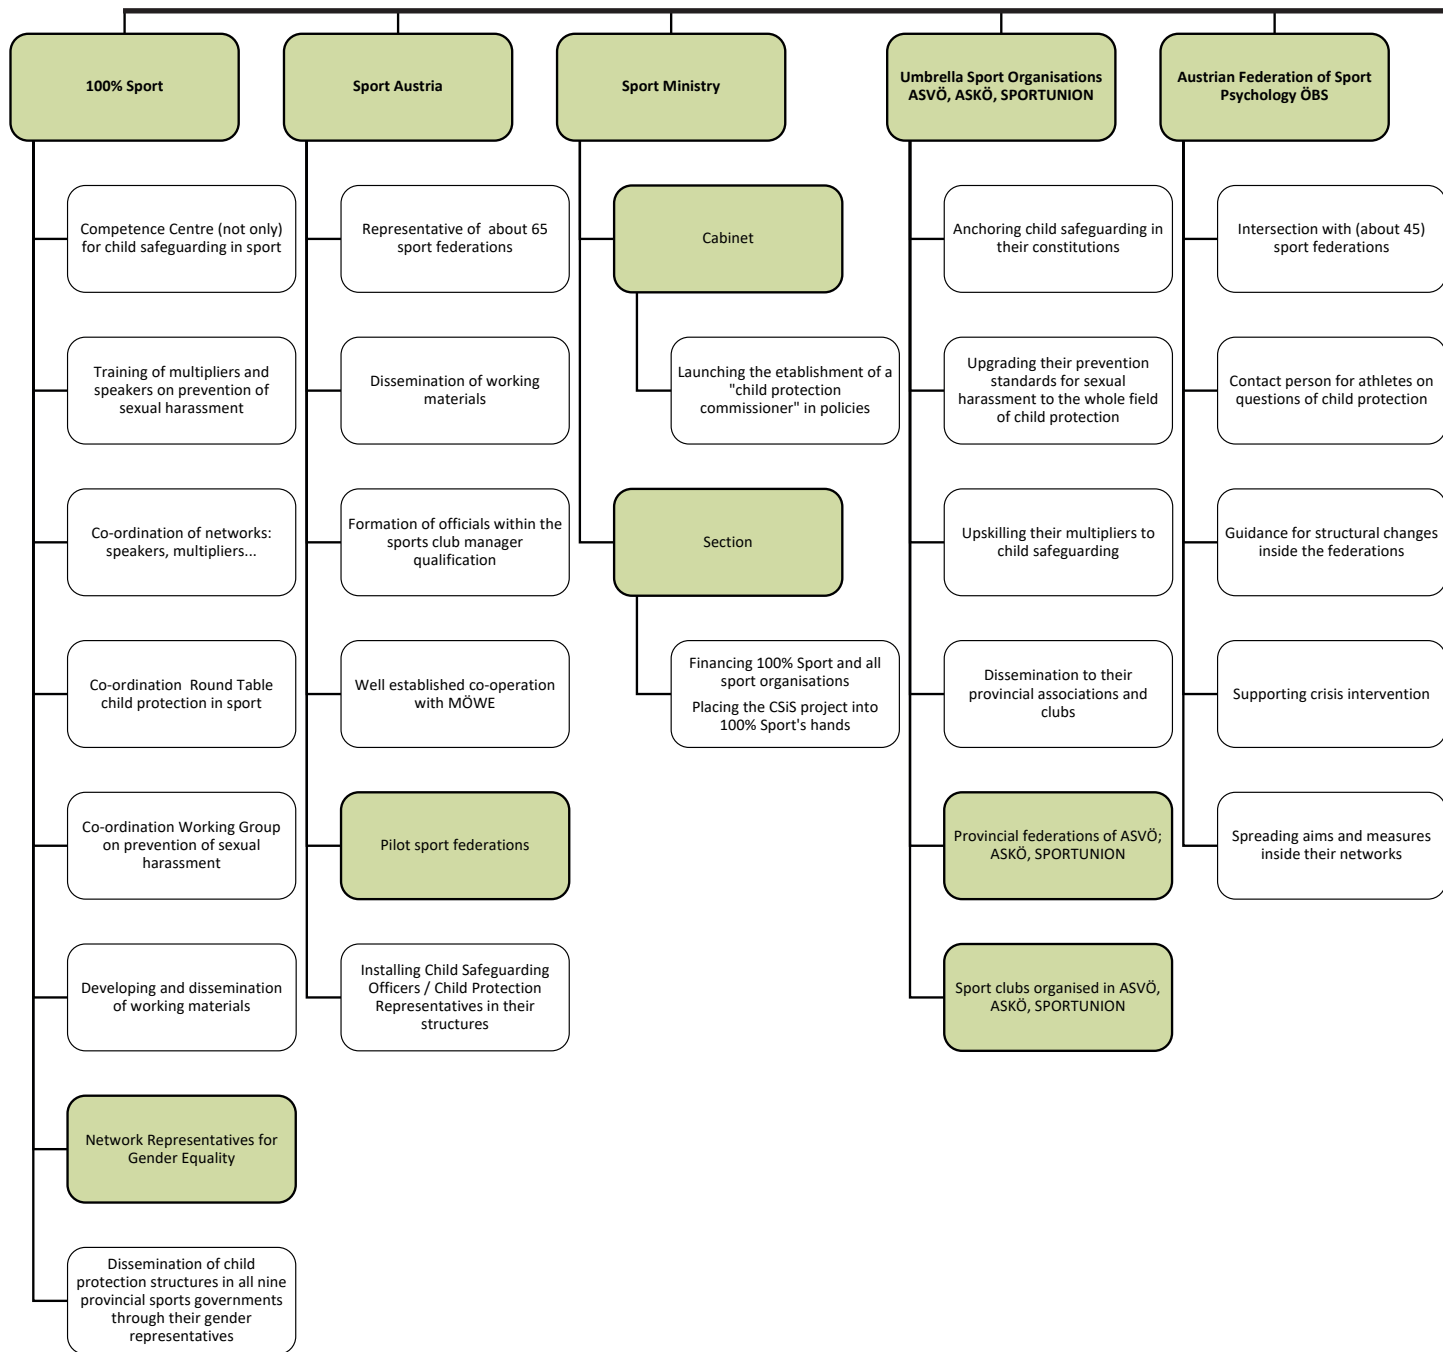 100% Sport
Competence Centre (not only)
for child safeguarding in sport
Training of multipliers and
speakers on prevention of
sexual harassment
Co-ordination of networks:
speakers, multipliers...
Co-ordination Round Table
child protection in sport
Co-ordination Working Group
on prevention of sexual
harassment
Developing and dissemination
of working materials
Network Representatives for
Gender Equality
Dissemination of child
protection structures in all nine
provincial sports governments
through their gender
representatives
Sport Austria
Representative of about 65
sport federations
Dissemination of working
materials
Formation of officials within the
sports club manager
qualification
Well established co-operation
with MÖWE
Pilot sport federations
Installing Child Safeguarding
Officers / Child Protection
Representatives in their
structures
Sport Ministry
Cabinet
Launching the etablishment of a
"child protection
commissioner" in policies
Section
Financing 100% Sport and all
sport organisations
Placing the CSiS project into
100% Sport's hands
Umbrella Sport Organisations
ASVÖ, ASKÖ, SPORTUNION
Anchoring child safeguarding in
their constitutions
Upgrading their prevention
standards for sexual
harassment to the whole field
of child protection
Upskilling their multipliers to
child safeguarding
Dissemination to their
provincial associations and
clubs
Provincial federations of ASVÖ;
ASKÖ, SPORTUNION
Sport clubs organised in ASVÖ,
ASKÖ, SPORTUNION
Austrian Federation of Sport
Psychology ÖBS
Intersection with (about 45)
sport federations
Contact person for athletes on
questions of child protection
Guidance for structural changes
inside the federations
Supporting crisis intervention
Spreading aims and measures
inside their networks